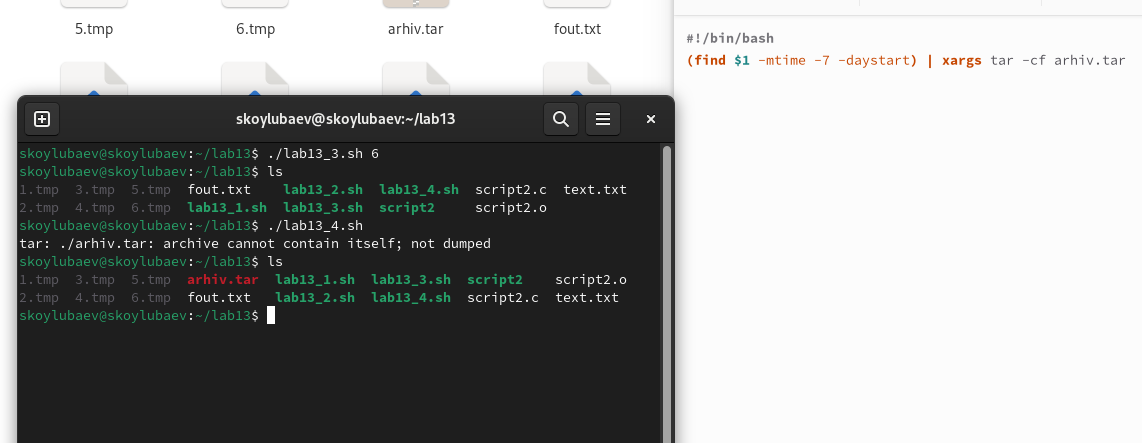 5.tmp
6.tmp
arhiv.tar
fout.txt
skoylubaev@skoylubaev:~/lab13
skoylubaev@skoylubaev:~/lab13$ ./lab13_3.sh 6
skoylubaev@skoylubaev:~/lab13$ ls
1.tmp  3.tmp  5.tmp  fout.txt    lab13_2.sh  lab13_4.sh  script2.c  text.txt
2.tmp  4.tmp  6.tmp  lab13_1.sh  lab13_3.sh  script2     script2.o
skoylubaev@skoylubaev:~/lab13$ ./lab13_4.sh
tar: ./arhiv.tar: archive cannot contain itself; not dumped
skoylubaev@skoylubaev:~/lab13$ ls
1.tmp  3.tmp  5.tmp  arhiv.tar  lab13_1.sh  lab13_3.sh  script2    script2.o
2.tmp  4.tmp  6.tmp  fout.txt   lab13_2.sh  lab13_4.sh  script2.c  text.txt
skoylubaev@skoylubaev:~/lab13$
#!/bin/bash
(find $1 -mtime -7 -daystart) | xargs tar -cf arhiv.tar